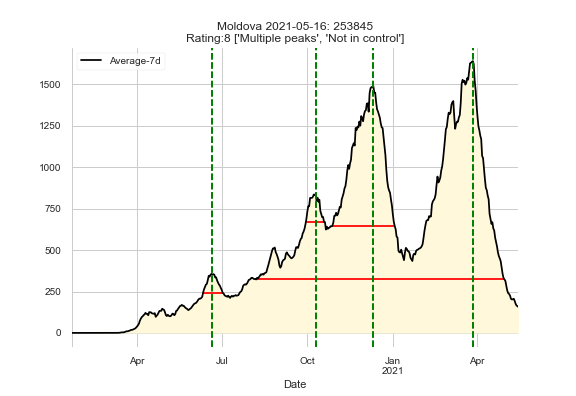 Moldova 2021-05-16: 253845
Rating:8 ['Multiple peaks', 'Not in control']
Average-7d
1500
1250
1000
750
500
250
0
Apr
Jul
Oct
Jan
2021
Apr
Date